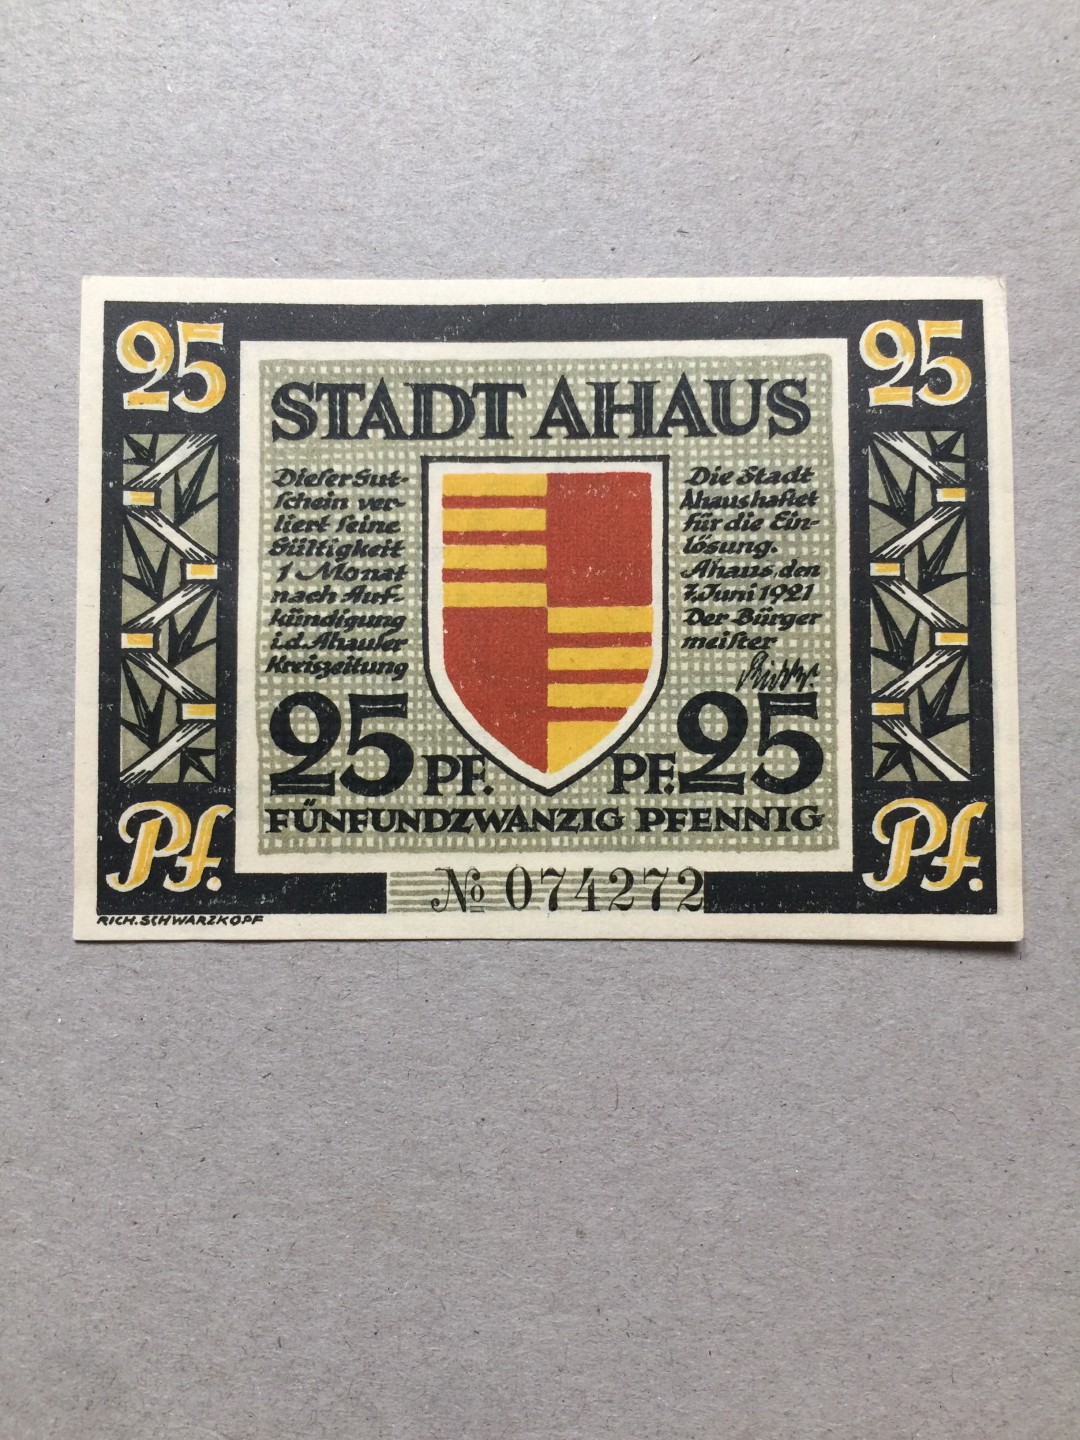 25
25
STADT AHAUS
Dieser Gut-
schein ver-
liert seine
Gültigkeit
1 Monat
nach Auf-
kündigung
i.d. Ahauser
Kreiszeitung
Die Stadt
Ahaus haftet
für die Ein-
lösung.
Ahaus, den
7. Juni 1921
Der Bürger
meister
25 PF.
PF. 25
FÜNFUNDZWANZIG PFENNIG
Pf.
Pf.
№ 074272
RICH. SCHWARZKOPF